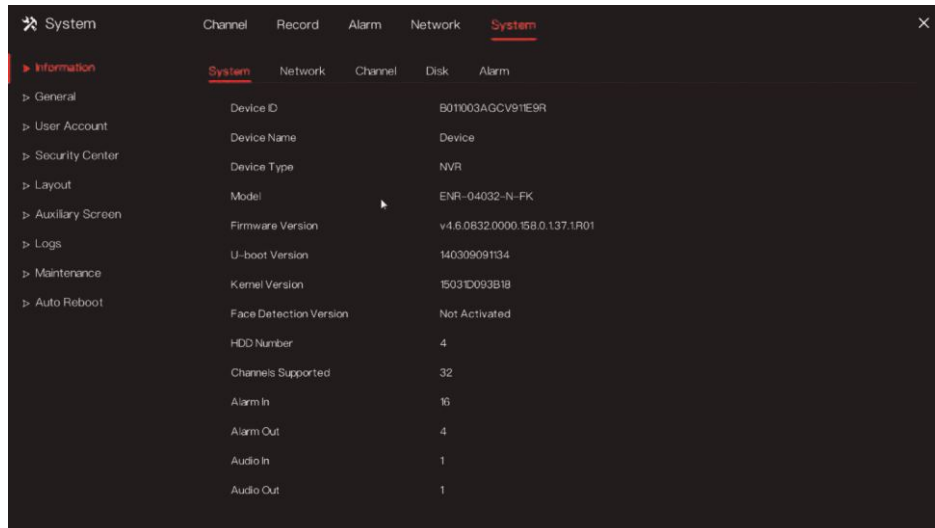 System Channel Record Alarm Network System
Information
General
User Account
Security Center
Layout
Auxiliary Screen
Logs
Maintenance
Auto Reboot
System Network Channel Disk Alarm
Device ID B011003AGCV911E9R
Device Name Device
Device Type NVR
Model ENR-04032-N-FK
Firmware Version v4.6.0832.0000.158.0.1.37.1.R01
U-boot Version 140309091134
Kernel Version 15031D093B18
Face Detection Version Not Activated
HDD Number 4
Channels Supported 32
Alarm In 16
Alarm Out 4
Audio In 1
Audio Out 1